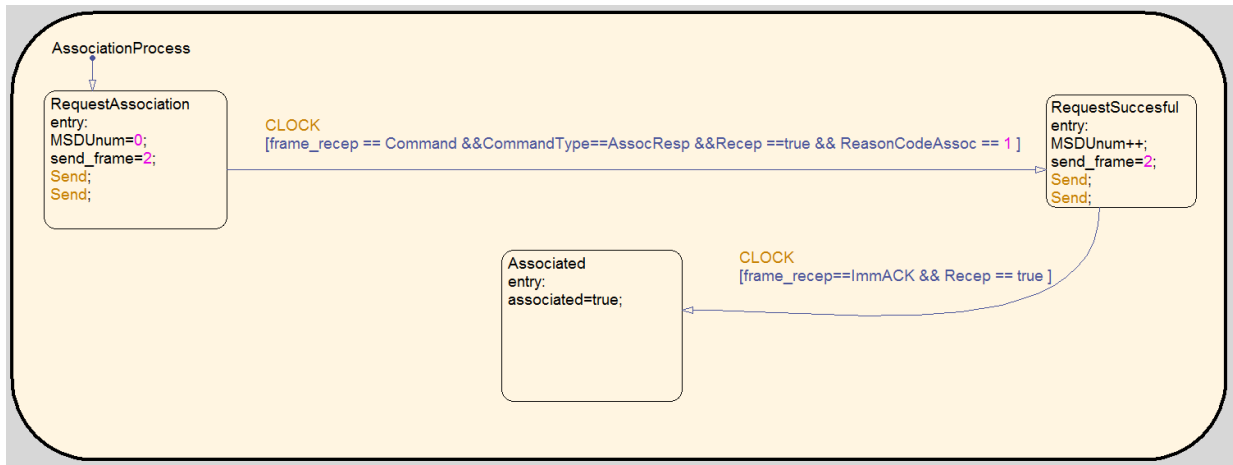 AssociationProcess
RequestAssociation
entry:
MSDUnum=0;
send_frame=2;
Send;
Send;
CLOCK
[frame_recep == Command &&CommandType==AssocResp &&Recep ==true && ReasonCodeAssoc == 1 ]
RequestSuccesful
entry:
MSDUnum++;
send_frame=2;
Send;
Send;
CLOCK
[frame_recep==ImmACK && Recep == true ]
Associated
entry:
associated=true;